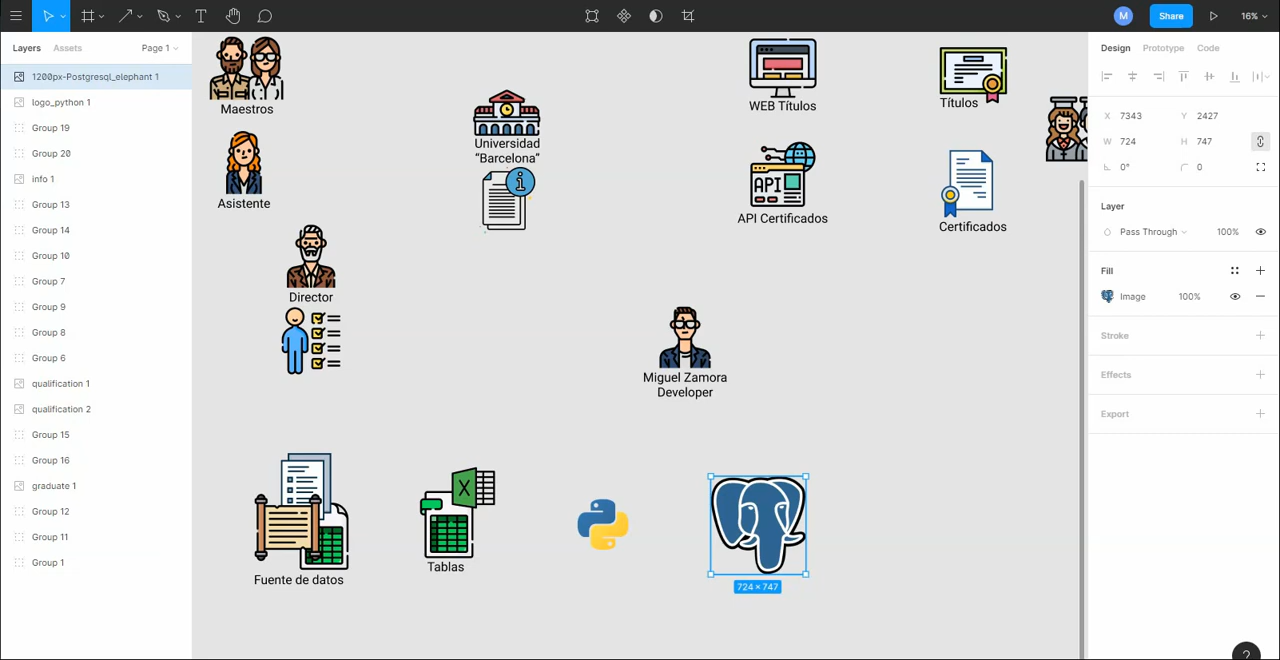 M
Share
16%
Layers
Assets
Page 1
Design
Prototype
Code
1200px-Postgresql_elephant 1
logo_python 1
Group 19
Group 20
info 1
Group 13
Group 14
Group 10
Group 7
Group 9
Group 8
Group 6
qualification 1
qualification 2
Group 15
Group 16
graduate 1
Group 12
Group 11
Group 1
Maestros
Asistente
Universidad
“Barcelona”
i
Director
WEB Títulos
Títulos
API
API Certificados
Certificados
Miguel Zamora
Developer
Fuente de datos
X
Tablas
724 × 747
X 7343
Y 2427
W 724
H 747
0°
0
Layer
Pass Through
100%
Fill
Image
100%
Stroke
Effects
Export
?